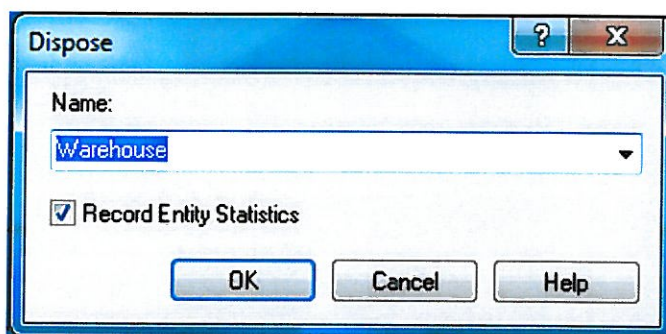 Dispose
Name:
Warehouse
Record Entity Statistics
OK
Cancel
Help